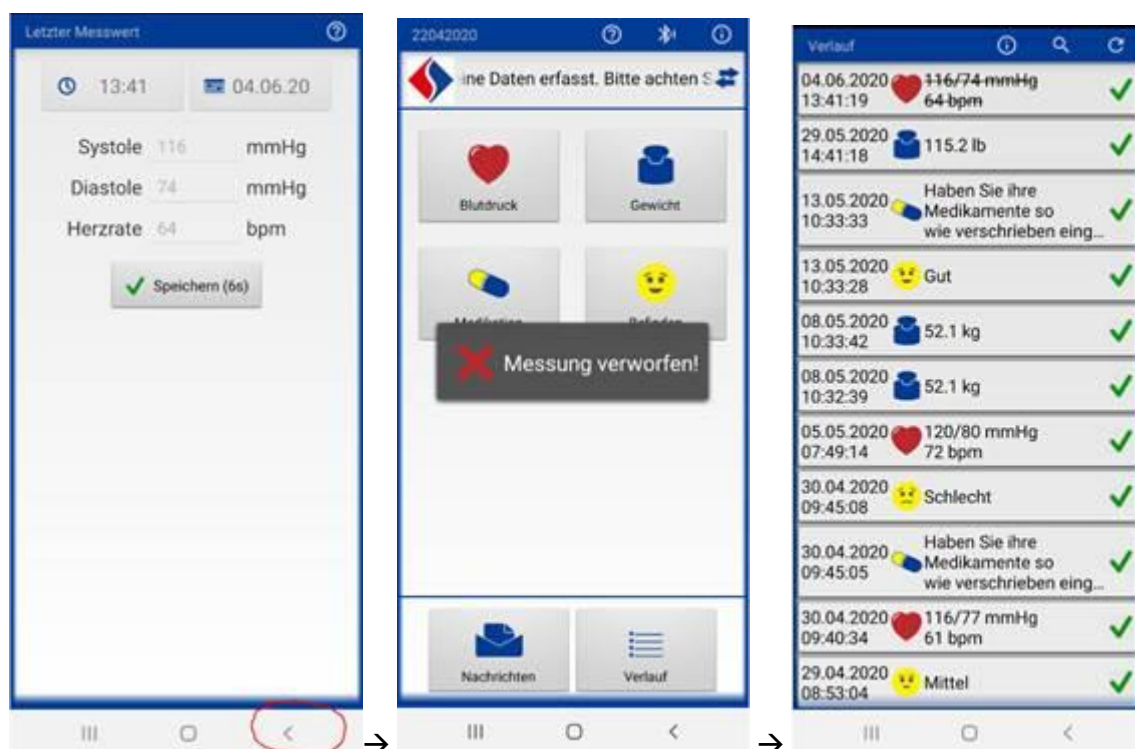 Letzter Messwert
13:41 04.06.20
Systole 116 mmHg
Diastole 74 mmHg
Herzrate 64 bpm
Speichern (6s)
22042020
ine Daten erfasst. Bitte achten S
Blutdruck Gewicht
Medikation Befinden
Messung verworfen!
Nachrichten Verlauf
Verlauf
04.06.2020 116/74 mmHg
13:41:19 64 bpm
29.05.2020
14:41:18 115.2 lb
13.05.2020
10:33:33
Haben Sie ihre
Medikamente so
wie verschrieben eing...
13.05.2020
10:33:28 Gut
08.05.2020
10:33:42 52.1 kg
08.05.2020
10:32:39 52.1 kg
05.05.2020 120/80 mmHg
07:49:14 72 bpm
30.04.2020
09:45:08 Schlecht
30.04.2020
09:45:05
Haben Sie ihre
Medikamente so
wie verschrieben eing...
30.04.2020 116/77 mmHg
09:40:34 61 bpm
29.04.2020
08:53:04 Mittel